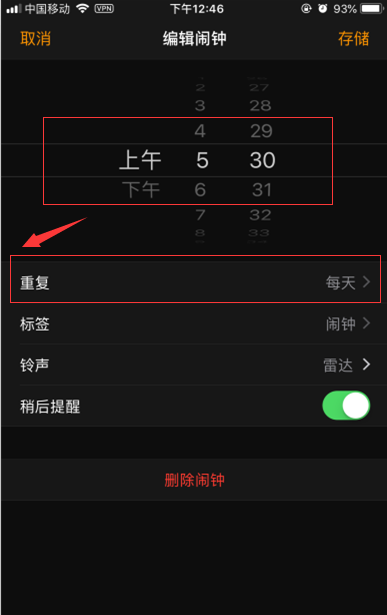 中国移动 VPN 下午12:46 93%
取消 编辑闹钟 存储
2 27
3 28
4 29
上午 5 30
下午 6 31
7 32
8 33
重复 每天
标签 闹钟
铃声 雷达
稍后提醒
删除闹钟